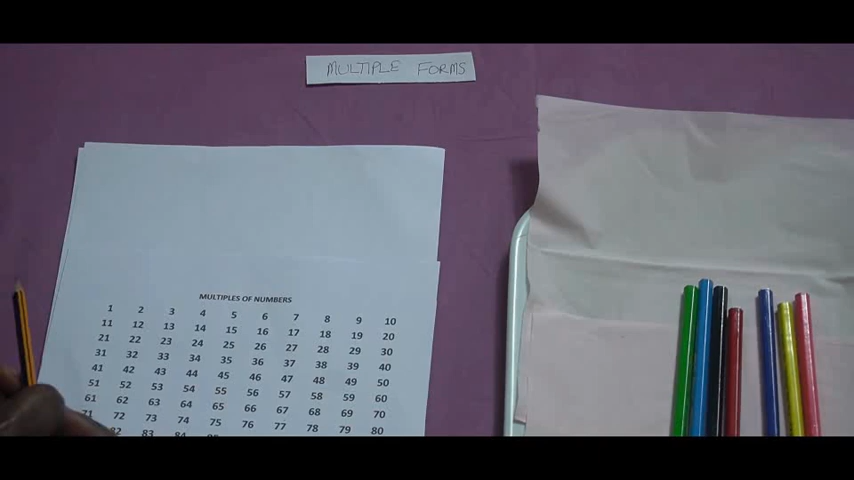 MULTIPLE FORMS
MULTIPLES OF NUMBERS
1 2 3 4 5 6 7 8 9 10
11 12 13 14 15 16 17 18 19 20
21 22 23 24 25 26 27 28 29 30
31 32 33 34 35 36 37 38 39 40
41 42 43 44 45 46 47 48 49 50
51 52 53 54 55 56 57 58 59 60
61 62 63 64 65 66 67 68 69 70
71 72 73 74 75 76 77 78 79 80
82 83 84